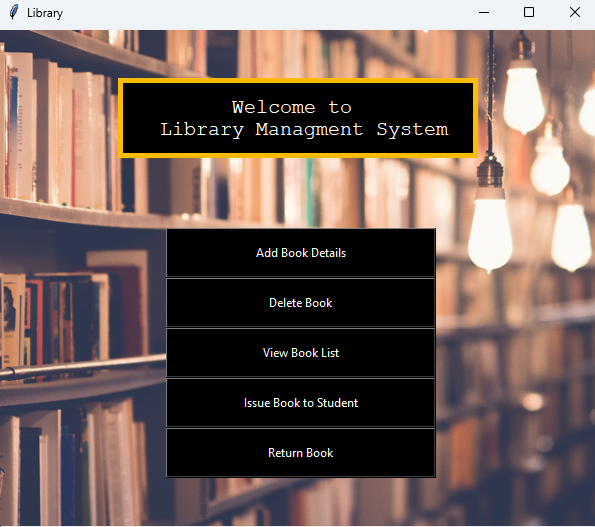 Library
Welcome to
Library Managment System
Add Book Details
Delete Book
View Book List
Issue Book to Student
Return Book